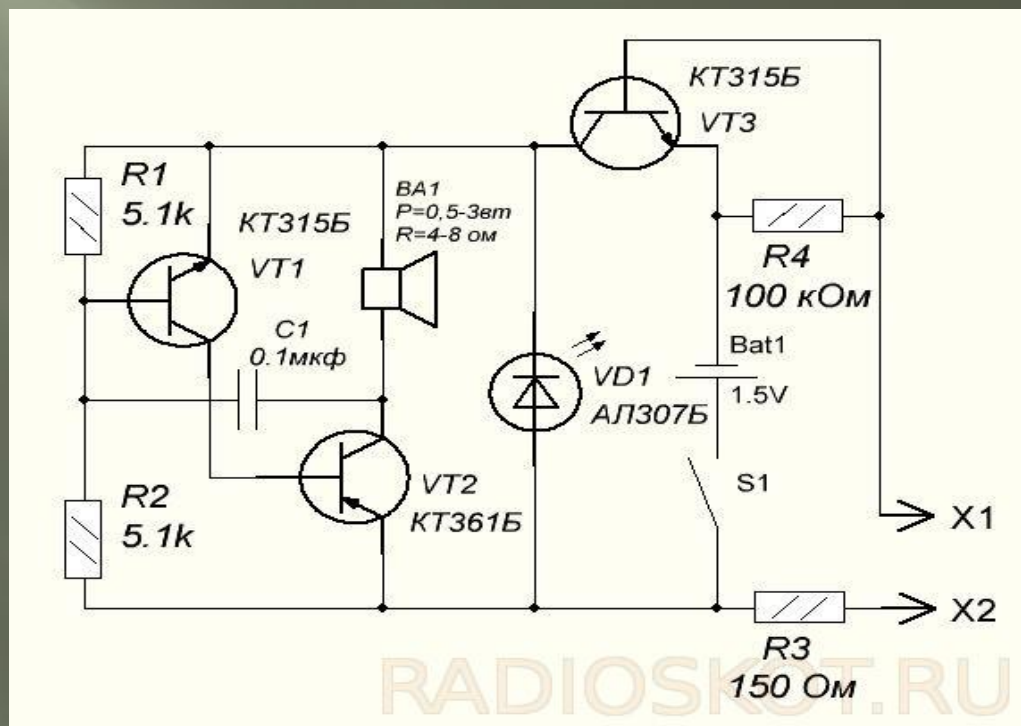 КТ315Б
VT3
R1
5.1k
КТ315Б
VT1
BA1
P=0,5-3вт
R=4-8 ом
R4
100 кОм
C1
0.1мкф
Bat1
1.5V
VD1
АЛ307Б
R2
5.1k
VT2
КТ361Б
S1
X1
X2
R3
150 Ом
RADIOSKOT.RU